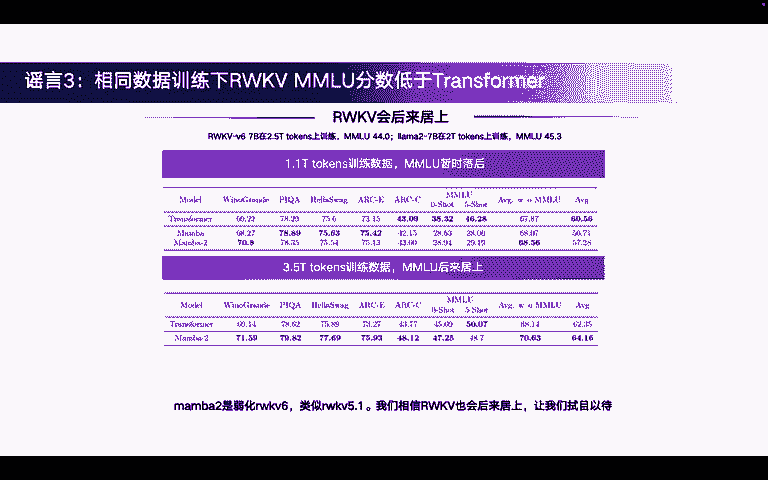 谣言3：相同数据训练下RWKV MMLU分数低于Transformer
RWKV会后来居上
RWKV-v6 7B在2.5T tokens上训练，MMLU 44.0；llama2-7B在2T tokens上训练，MMLU 45.3
1.1T tokens训练数据，MMLU暂时落后
Model WinoGrande PIQA HellaSwag ARC-E ARC-C MMLU Avg. w/o MMLU Avg
0-Shot 5-Shot
Transformer 69.22 78.29 75.6 73.15 43.09 38.32 46.28 67.87 60.56
Mamba 68.27 78.89 75.63 75.42 42.15 28.63 28.00 68.07
Mamba-2 70.8 78.35 75.54 75.13 43.00 28.94 29.19 68.56 57.28
3.5T tokens训练数据，MMLU后来居上
Model WinoGrande PIQA HellaSwag ARC-E ARC-C MMLU Avg. w/o MMLU Avg
0-Shot 5-Shot
Transformer 69.14 78.62 75.89 73.27 43.77 45.69 50.07 68.14 62.35
Mamba-2 71.59 79.82 77.69 75.93 48.12 47.25 48.7 70.63 64.16
mamba2是弱化rwkv6，类似rwkv5.1。我们相信RWKV也会后来居上，让我们拭目以待